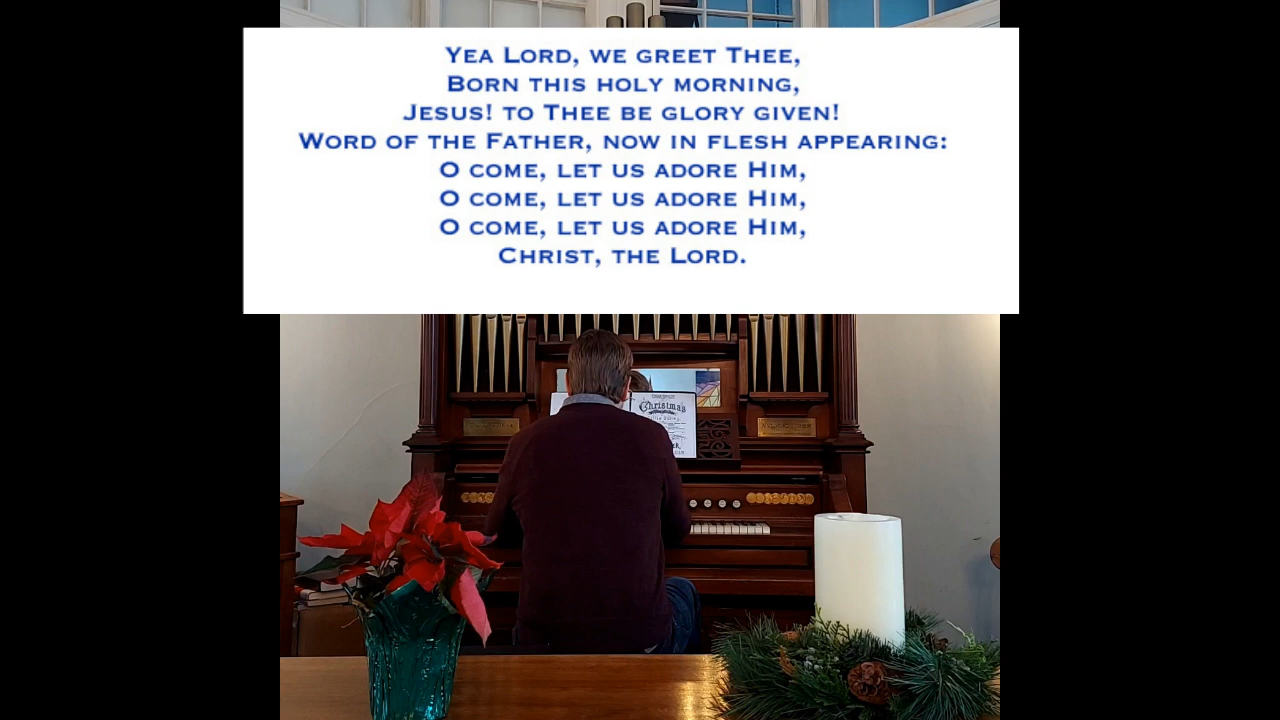 Yea Lord, we greet Thee,
Born this holy morning,
Jesus! to Thee be glory given!
Word of the Father, now in flesh appearing:
O come, let us adore Him,
O come, let us adore Him,
O come, let us adore Him,
Christ, the Lord.
Christmas